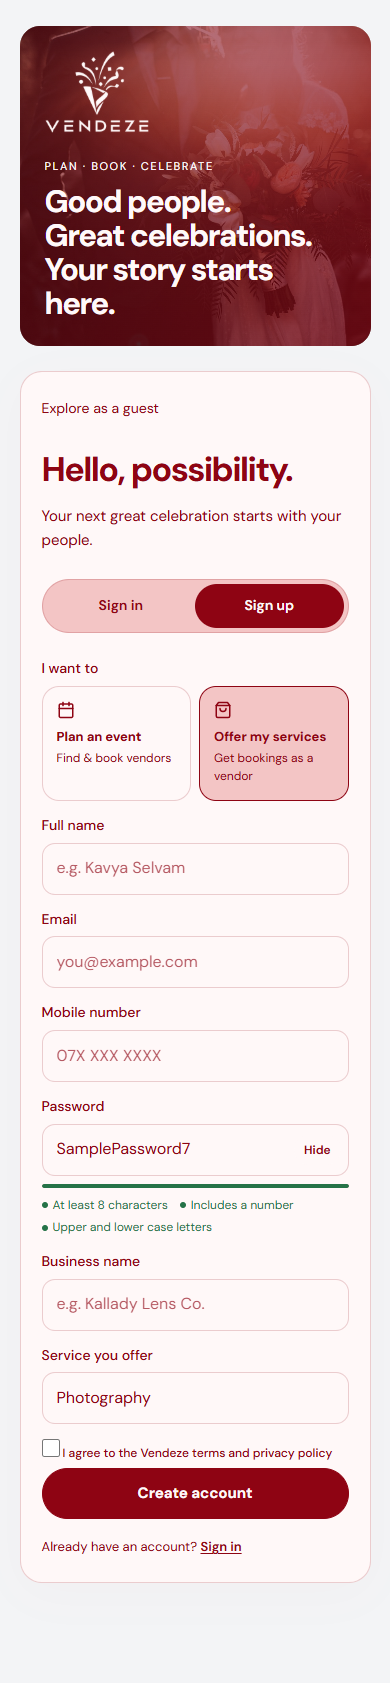 VENDEZE
PLAN · BOOK · CELEBRATE
Good people.
Great celebrations.
Your story starts
here.
Explore as a guest
Hello, possibility.
Your next great celebration starts with your
people.
Sign in
Sign up
I want to
Plan an event
Find & book vendors
Offer my services
Get bookings as a
vendor
Full name
e.g. Kavya Selvam
Email
you@example.com
Mobile number
07X XXX XXXX
Password
SamplePassword7
Hide
At least 8 characters
Includes a number
Upper and lower case letters
Business name
e.g. Kallady Lens Co.
Service you offer
Photography
I agree to the Vendeze terms and privacy policy
Create account
Already have an account? Sign in